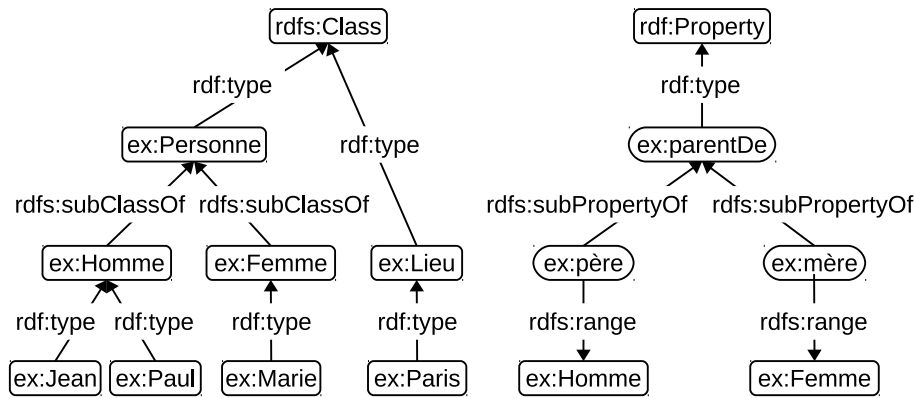 rdfs:Class rdf:Property
rdf:type rdf:type
ex:Personne rdf:type ex:parentDe
rdfs:subClassOf rdfs:subClassOf rdfs:subPropertyOf rdfs:subPropertyOf
ex:Homme ex:Femme ex:Lieu ex:père ex:mère
rdf:type rdf:type rdf:type rdf:type rdfs:range rdfs:range
ex:Jean ex:Paul ex:Marie ex:Paris ex:Homme ex:Femme